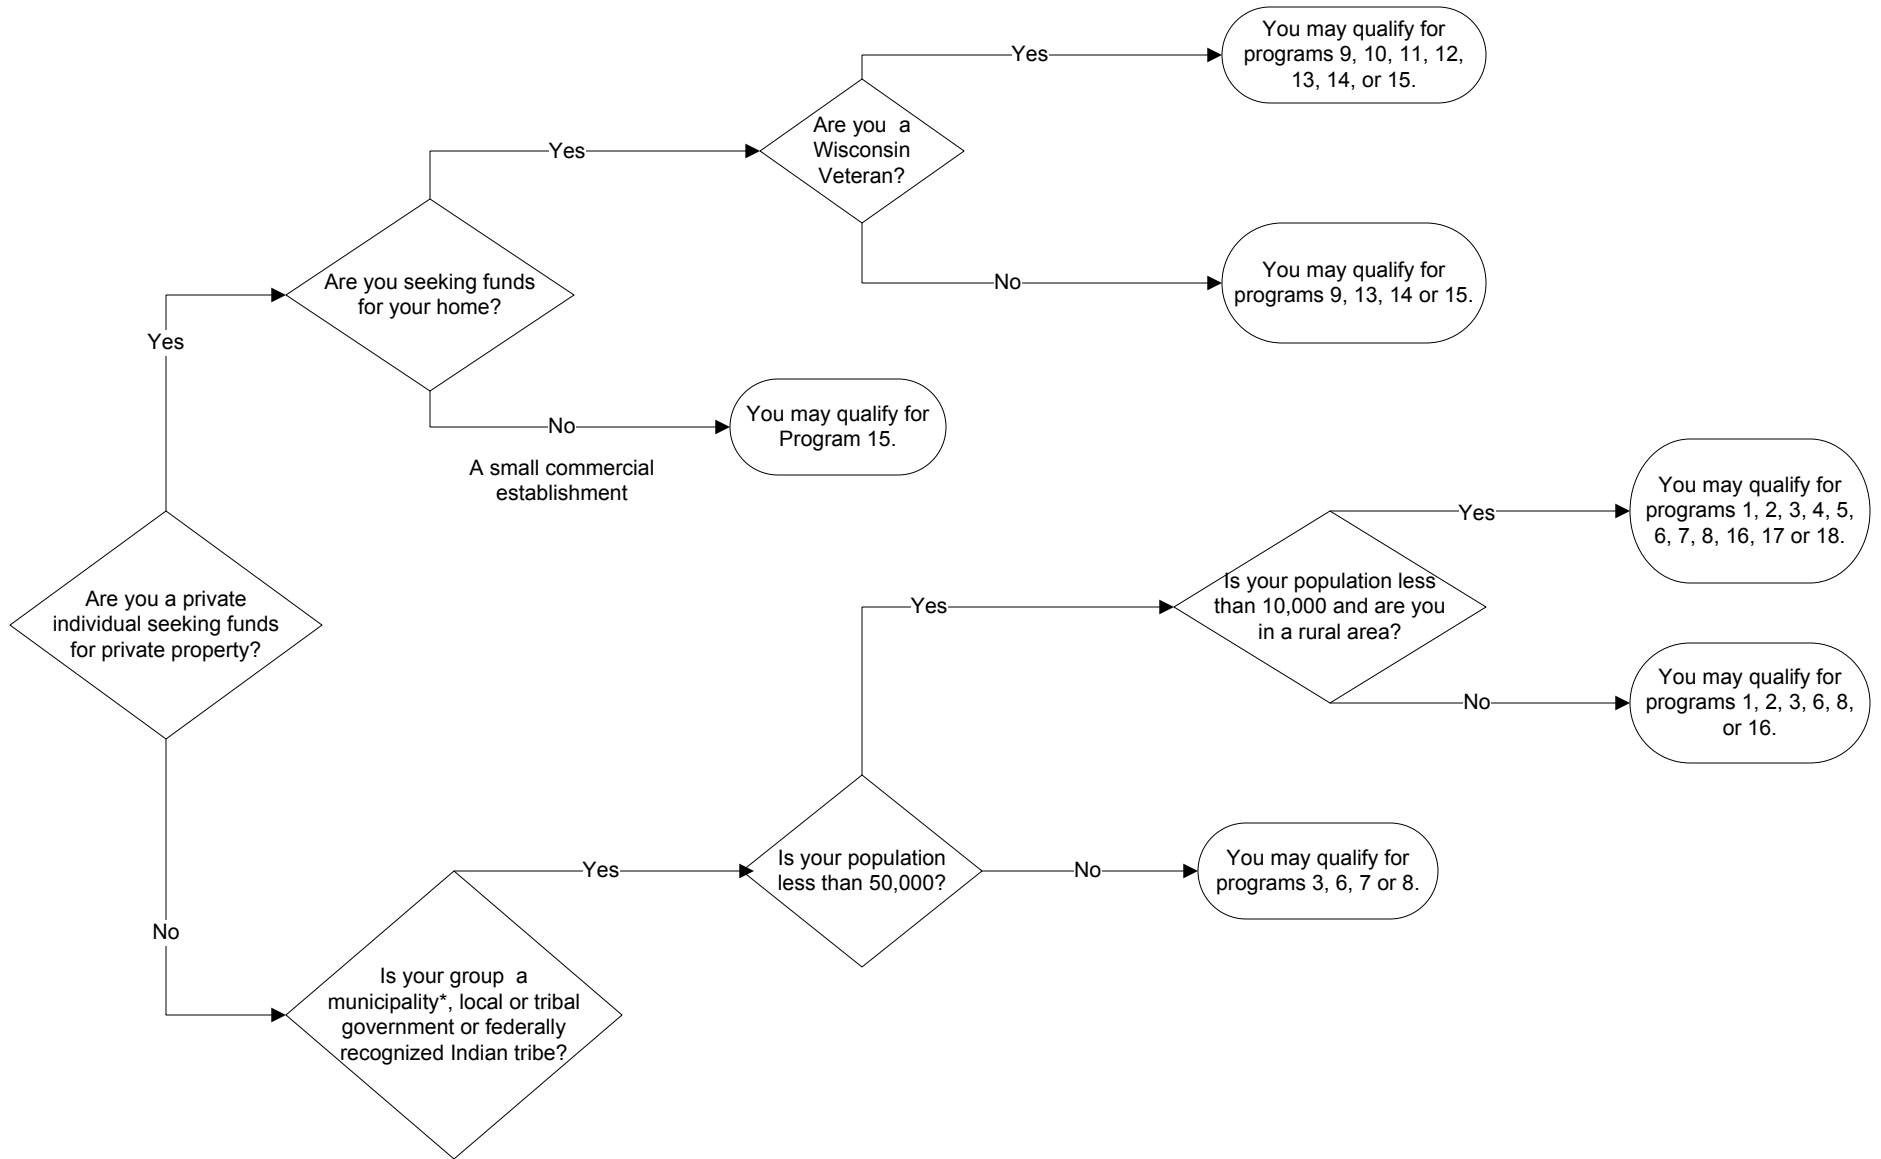 You may qualify for
programs 9, 10, 11, 12,
13, 14, or 15.
Yes
Are you  a
Wisconsin
Veteran?
Yes
No
You may qualify for
programs 9, 13, 14 or 15.
Are you seeking funds
for your home?
Yes
No
A small commercial
establishment
You may qualify for
Program 15.
Are you a private
individual seeking funds
for private property?
No
Is your group  a
municipality*, local or tribal
government or federally
recognized Indian tribe?
Yes
Is your population
less than 50,000?
No
You may qualify for
programs 3, 6, 7 or 8.
Yes
Is your population less
than 10,000 and are you
in a rural area?
Yes
You may qualify for
programs 1, 2, 3, 4, 5,
6, 7, 8, 16, 17 or 18.
No
You may qualify for
programs 1, 2, 3, 6, 8,
or 16.